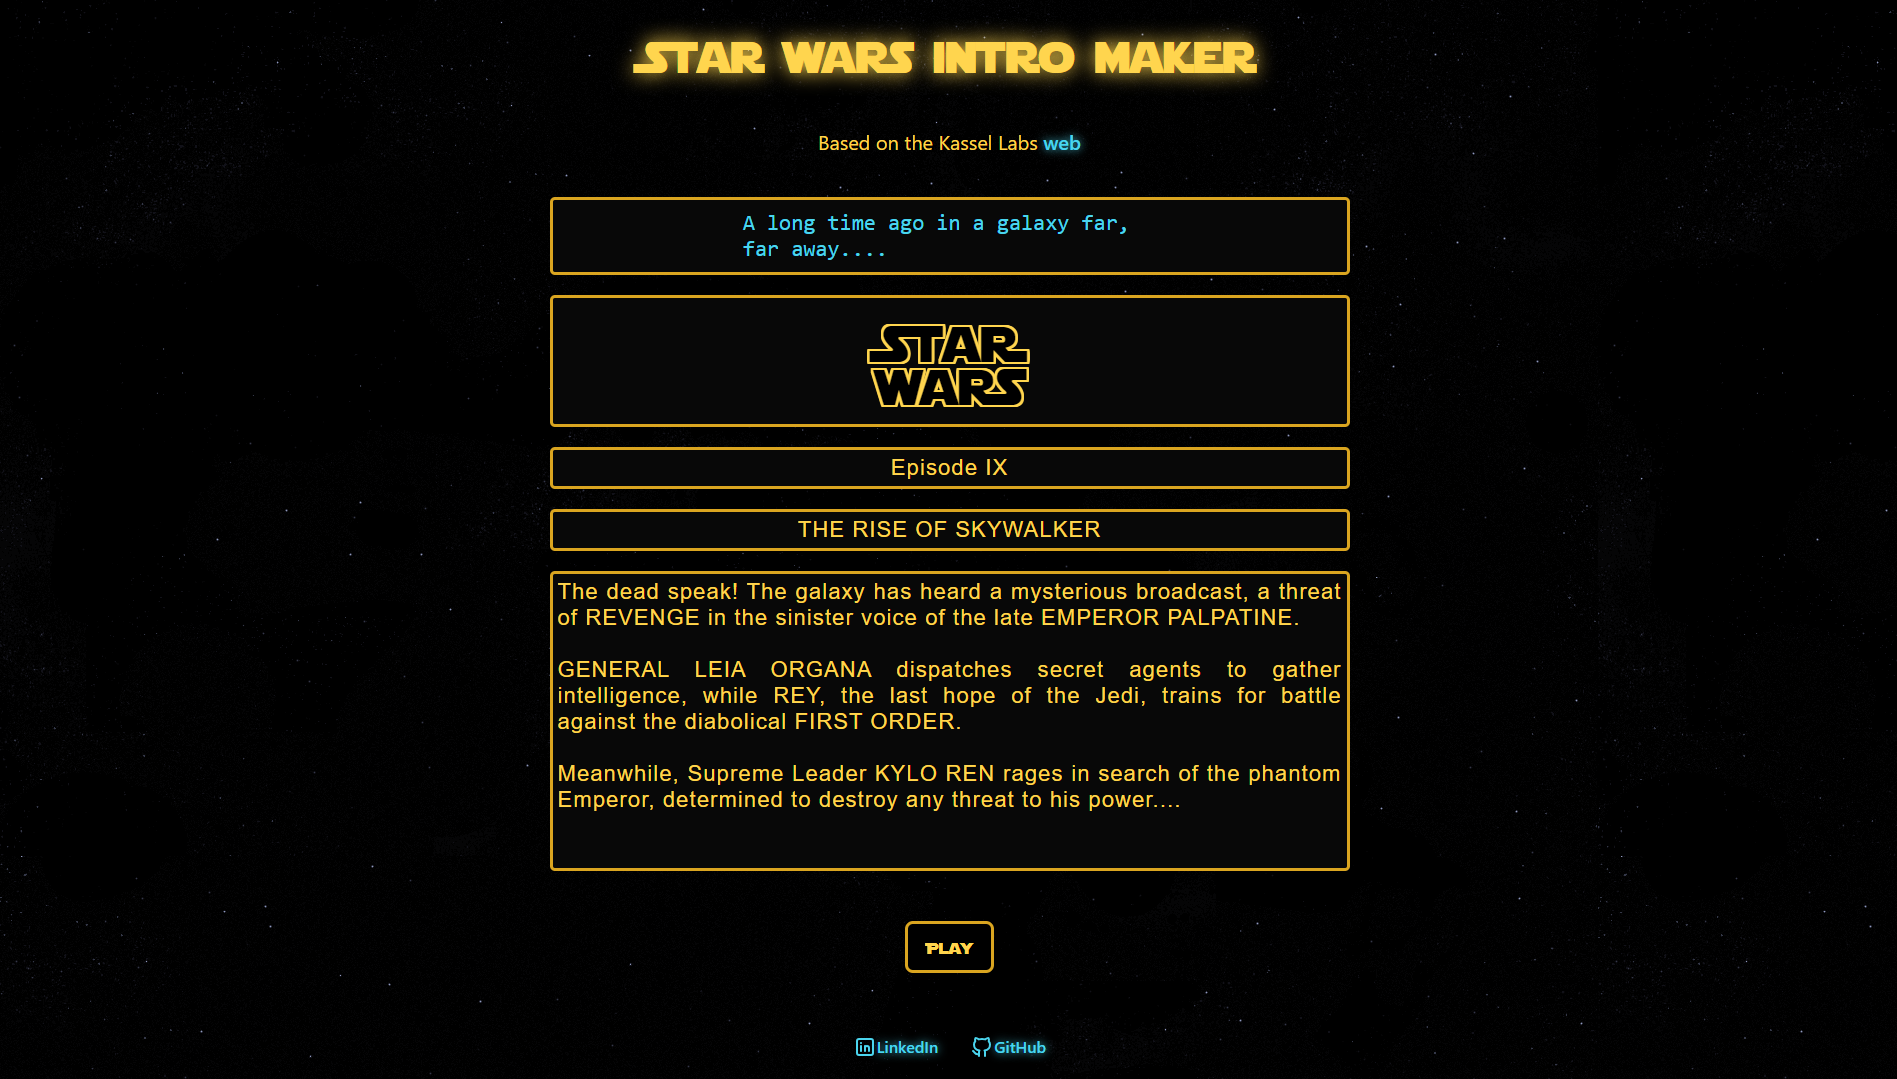 STAR WARS INTRO MAKER
Based on the Kassel Labs web
A long time ago in a galaxy far,
far away....
STAR
WARS
Episode IX
THE RISE OF SKYWALKER
The dead speak! The galaxy has heard a mysterious broadcast, a threat
of REVENGE in the sinister voice of the late EMPEROR PALPATINE.
GENERAL LEIA ORGANA dispatches secret agents to gather
intelligence, while REY, the last hope of the Jedi, trains for battle
against the diabolical FIRST ORDER.
Meanwhile, Supreme Leader KYLO REN rages in search of the phantom
Emperor, determined to destroy any threat to his power....
PLAY
LinkedIn GitHub